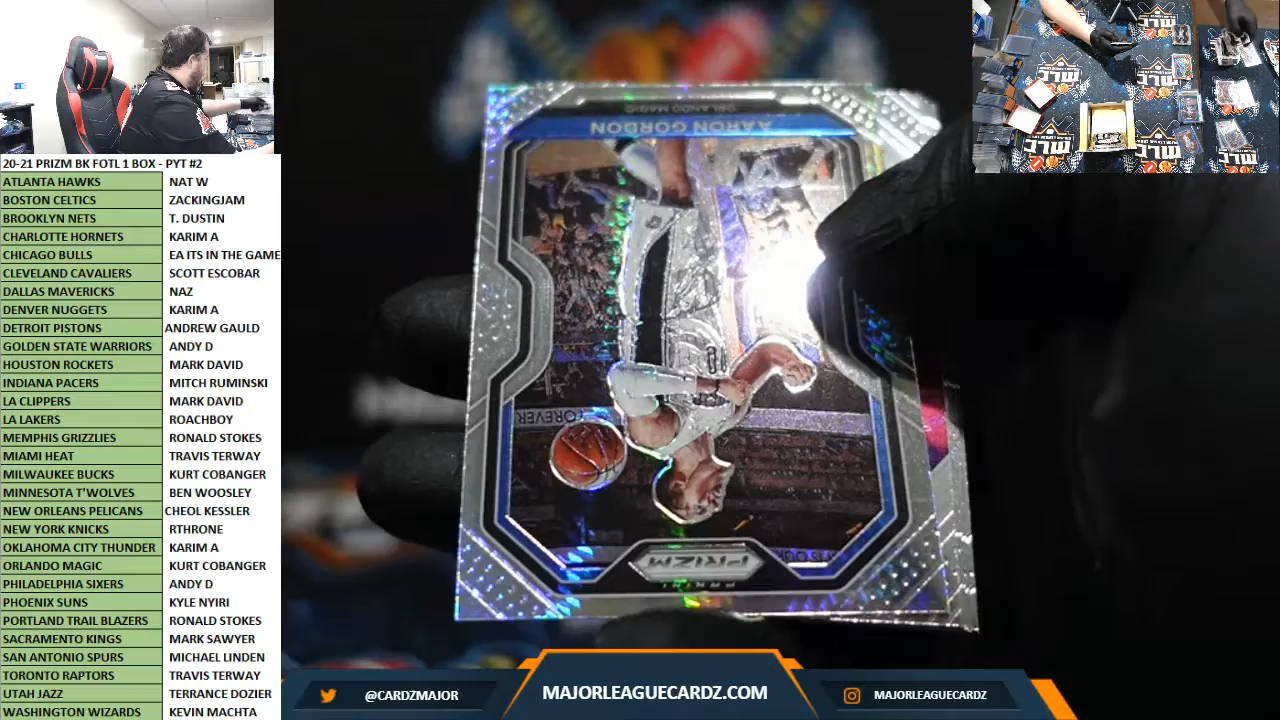 20-21 PRIZM BK FOTL 1 BOX - PYT #2
ATLANTA HAWKS NAT W
BOSTON CELTICS ZACKINGJAM
BROOKLYN NETS T. DUSTIN
CHARLOTTE HORNETS KARIM A
CHICAGO BULLS EA ITS IN THE GAME
CLEVELAND CAVALIERS SCOTT ESCOBAR
DALLAS MAVERICKS NAZ
DENVER NUGGETS KARIM A
DETROIT PISTONS ANDREW GAULD
GOLDEN STATE WARRIORS ANDY D
HOUSTON ROCKETS MARK DAVID
INDIANA PACERS MITCH RUMINSKI
LA CLIPPERS MARK DAVID
LA LAKERS ROACHBOY
MEMPHIS GRIZZLIES RONALD STOKES
MIAMI HEAT TRAVIS TERWAY
MILWAUKEE BUCKS KURT COBANGER
MINNESOTA T'WOLVES BEN WOOSLEY
NEW ORLEANS PELICANS CHEOL KESSLER
NEW YORK KNICKS RTHRONE
OKLAHOMA CITY THUNDER KARIM A
ORLANDO MAGIC KURT COBANGER
PHILADELPHIA SIXERS ANDY D
PHOENIX SUNS KYLE NYIRI
PORTLAND TRAIL BLAZERS RONALD STOKES
SACRAMENTO KINGS MARK SAWYER
SAN ANTONIO SPURS MICHAEL LINDEN
TORONTO RAPTORS TRAVIS TERWAY
UTAH JAZZ TERRANCE DOZIER
WASHINGTON WIZARDS KEVIN MACHTA
ORLANDO MAGIC
AARON GORDON
FOREVER
PRIZM
PANINI
MLC
MLC
MLC
MLC
MLC
@CARDZMAJOR
MAJORLEAGUECARDZ.COM
MAJORLEAGUECARDZ